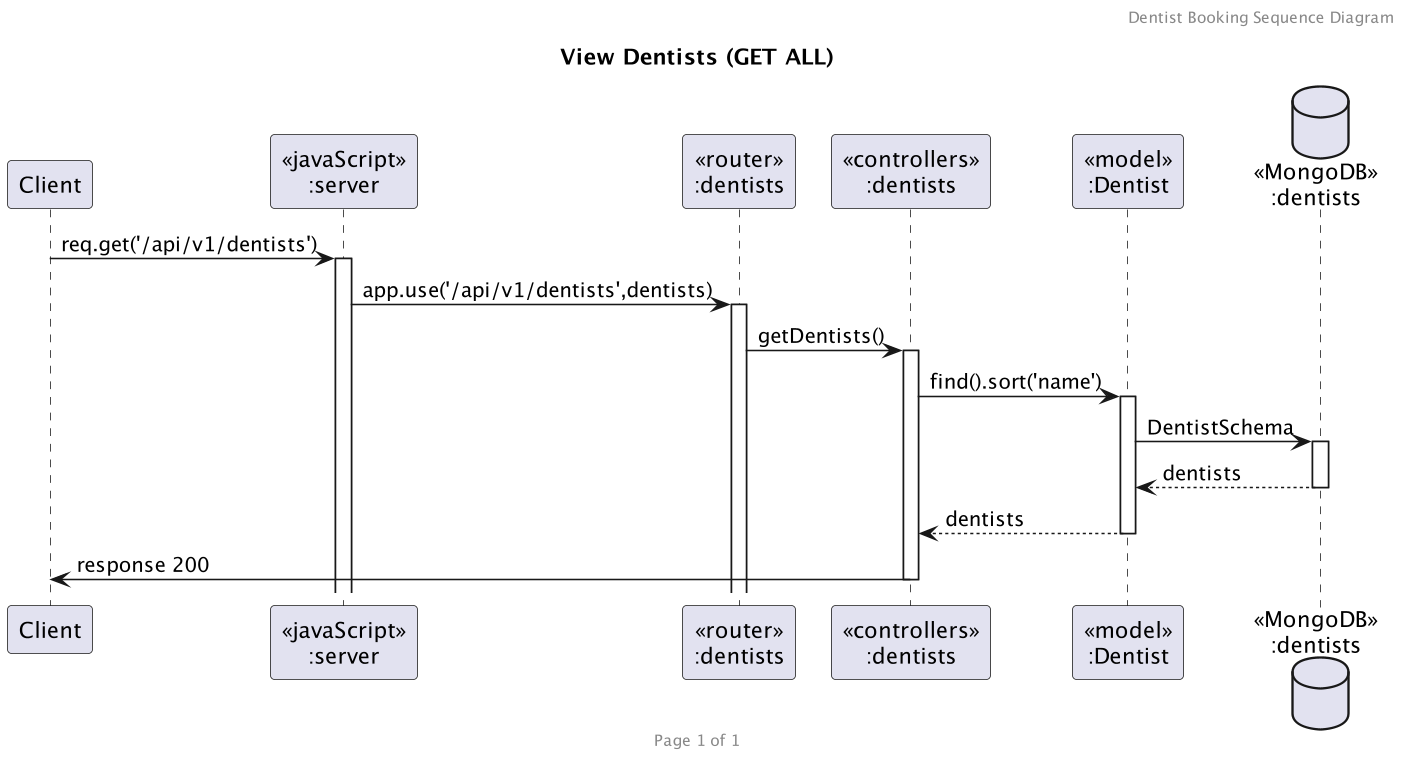 Dentist Booking Sequence Diagram
View Dentists (GET ALL)
Client
«javaScript»
:server
«router»
:dentists
«controllers»
:dentists
«model»
:Dentist
«MongoDB»
:dentists
req.get('/api/v1/dentists')
app.use('/api/v1/dentists',dentists)
getDentists()
find().sort('name')
DentistSchema
dentists
dentists
response 200
Client
«javaScript»
:server
«router»
:dentists
«controllers»
:dentists
«model»
:Dentist
«MongoDB»
:dentists
Page 1 of 1